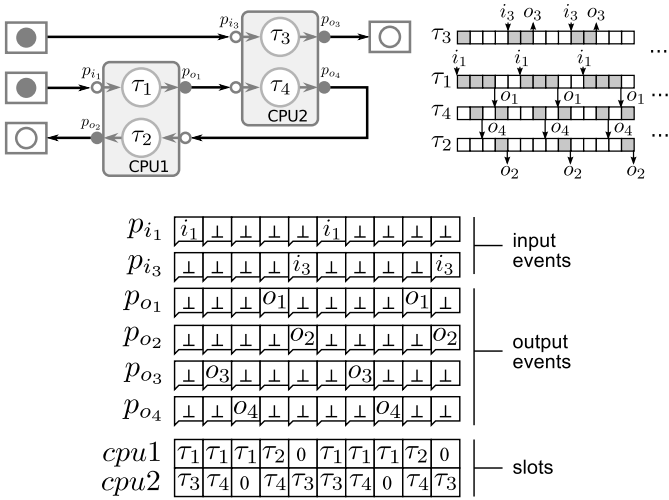 p_{i_3} p_{o_3}
τ_3
p_{i_1} p_{o_1} p_{o_4}
τ_1 τ_4
p_{o_2} τ_2
CPU2
CPU1
i_3 o_3 i_3 o_3
τ_3 ...
i_1 i_1 i_1
τ_1 ...
o_1 o_1 o_1
τ_4 ...
o_4 o_4 o_4
τ_2 ...
o_2 o_2 o_2
p_{i_1} i_1 ⊥ ⊥ ⊥ ⊥ i_1 ⊥ ⊥ ⊥ ⊥
p_{i_3} ⊥ ⊥ ⊥ ⊥ i_3 ⊥ ⊥ ⊥ ⊥ i_3
input
events
p_{o_1} ⊥ ⊥ ⊥ o_1 ⊥ ⊥ ⊥ ⊥ o_1 ⊥
p_{o_2} ⊥ ⊥ ⊥ ⊥ o_2 ⊥ ⊥ ⊥ ⊥ o_2
output
events
p_{o_3} ⊥ o_3 ⊥ ⊥ ⊥ ⊥ o_3 ⊥ ⊥ ⊥
p_{o_4} ⊥ ⊥ o_4 ⊥ ⊥ ⊥ ⊥ o_4 ⊥ ⊥
cpu1 τ_1 τ_1 τ_1 τ_2 0 τ_1 τ_1 τ_1 τ_2 0
cpu2 τ_3 τ_4 0 τ_4 τ_3 τ_3 τ_4 0 τ_4 τ_3
slots